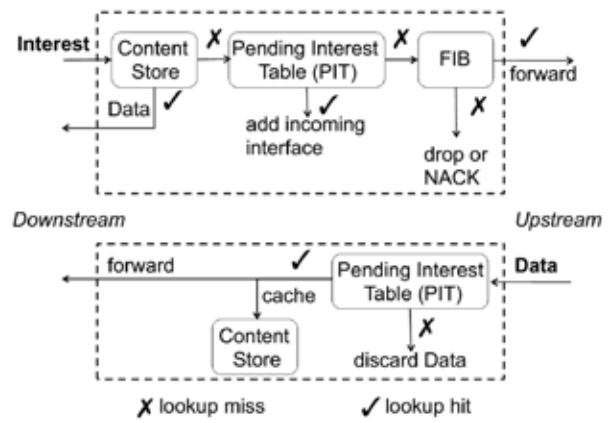 Interest
Content
Store
Pending Interest
Table (PIT)
FIB
forward
Data
add incoming
interface
drop or
NACK
Downstream
Upstream
forward
cache
Pending Interest
Table (PIT)
Data
Content
Store
discard Data
✗ lookup miss
✓ lookup hit